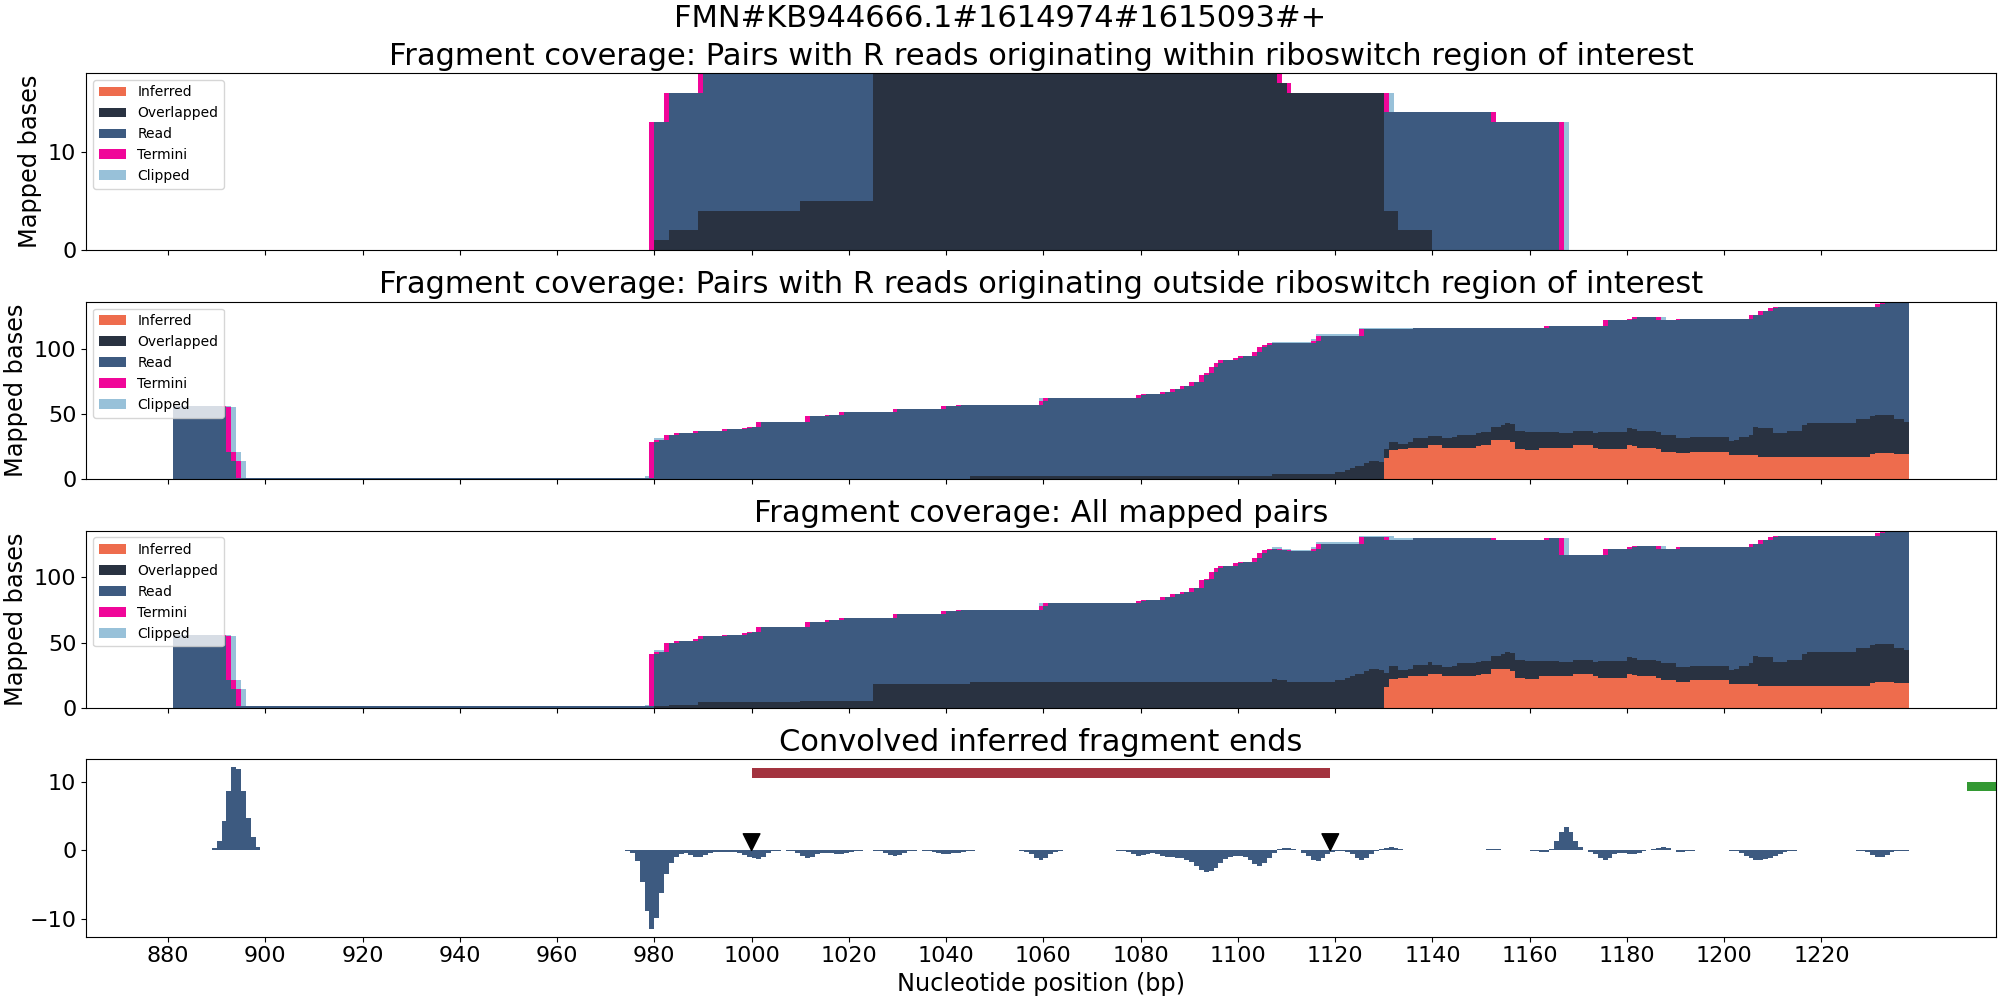 FMN#KB944666.1#1614974#1615093#+
Fragment coverage: Pairs with R reads originating within riboswitch region of interest
Mapped bases
10
0
Inferred
Overlapped
Read
Termini
Clipped
Fragment coverage: Pairs with R reads originating outside riboswitch region of interest
Mapped bases
100
50
0
Inferred
Overlapped
Read
Termini
Clipped
Fragment coverage: All mapped pairs
Mapped bases
100
50
0
Inferred
Overlapped
Read
Termini
Clipped
Convolved inferred fragment ends
10
0
−10
880 900 920 940 960 980 1000 1020 1040 1060 1080 1100 1120 1140 1160 1180 1200 1220
Nucleotide position (bp)